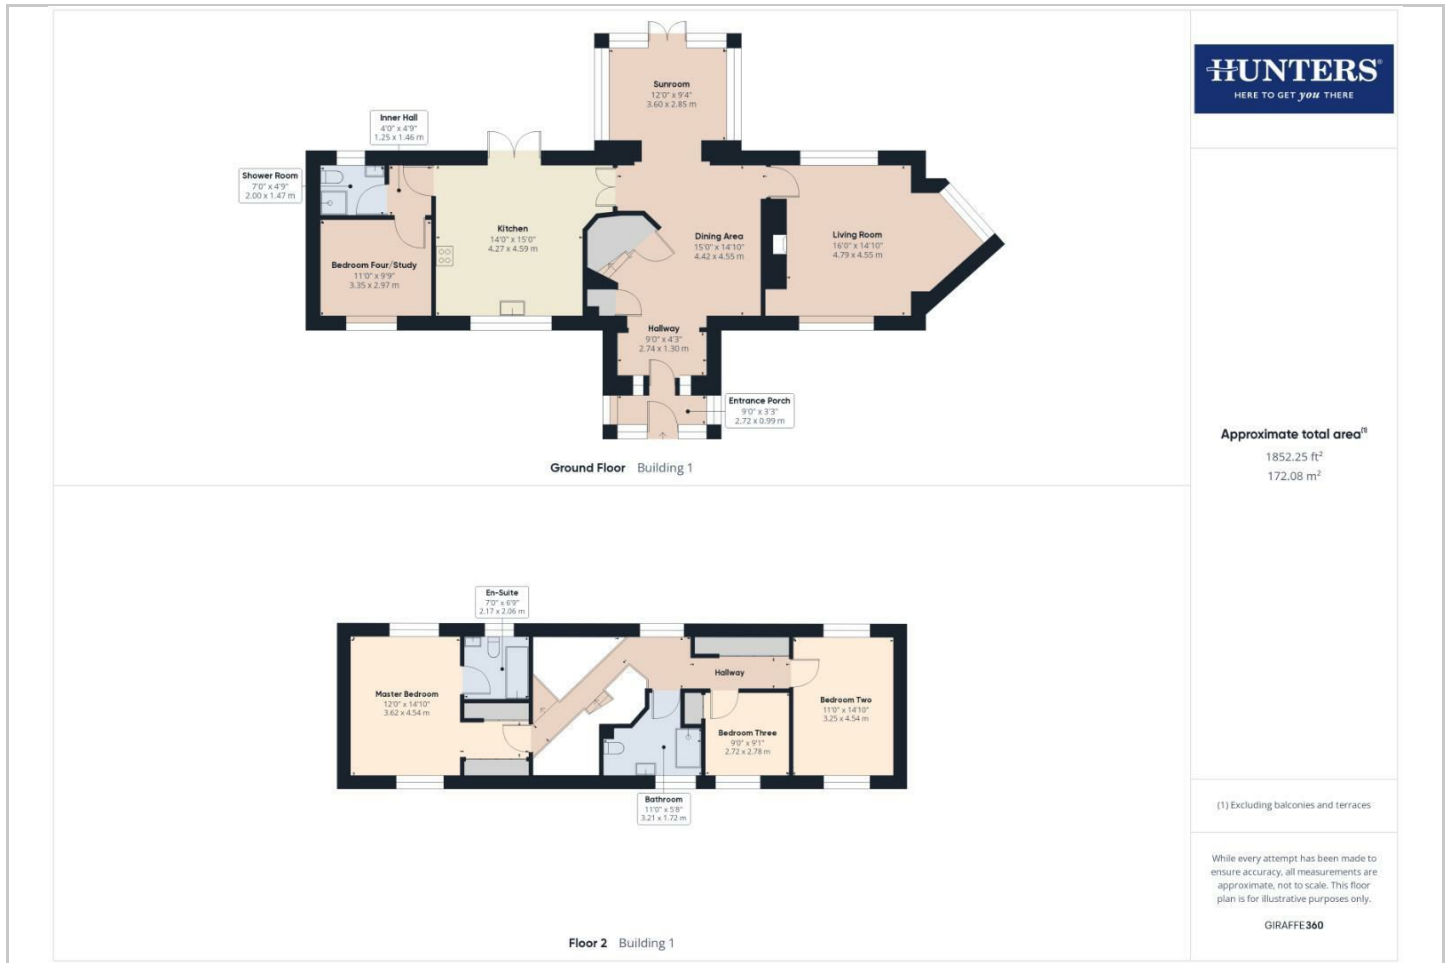 Sunroom
12'0" x 9'4"
3.60 x 2.85 m
Inner Hall
4'0" x 4'9"
1.25 x 1.46 m
Shower Room
7'0" x 4'9"
2.00 x 1.47 m
Kitchen
14'0" x 15'0"
4.27 x 4.59 m
Dining Area
15'0" x 14'10"
4.42 x 4.55 m
Living Room
16'0" x 14'10"
4.79 x 4.55 m
Bedroom Four/Study
11'0" x 9'9"
3.35 x 2.97 m
Hallway
9'0" x 4'3"
2.74 x 1.30 m
Entrance Porch
9'0" x 3'3"
2.72 x 0.99 m
Ground Floor Building 1
En-Suite
7'0" x 6'9"
2.17 x 2.06 m
Master Bedroom
12'0" x 14'10"
3.62 x 4.54 m
Hallway
Bedroom Two
11'0" x 14'10"
3.25 x 4.54 m
Bedroom Three
9'0" x 9'1"
2.72 x 2.78 m
Bathroom
11'0" x 5'8"
3.21 x 1.72 m
Floor 2 Building 1
HUNTERS®
HERE TO GET you THERE
Approximate total area(1)
1852.25 ft²
172.08 m²
(1) Excluding balconies and terraces
While every attempt has been made to
ensure accuracy, all measurements are
approximate, not to scale. This floor
plan is for illustrative purposes only.
GIRAFFE360